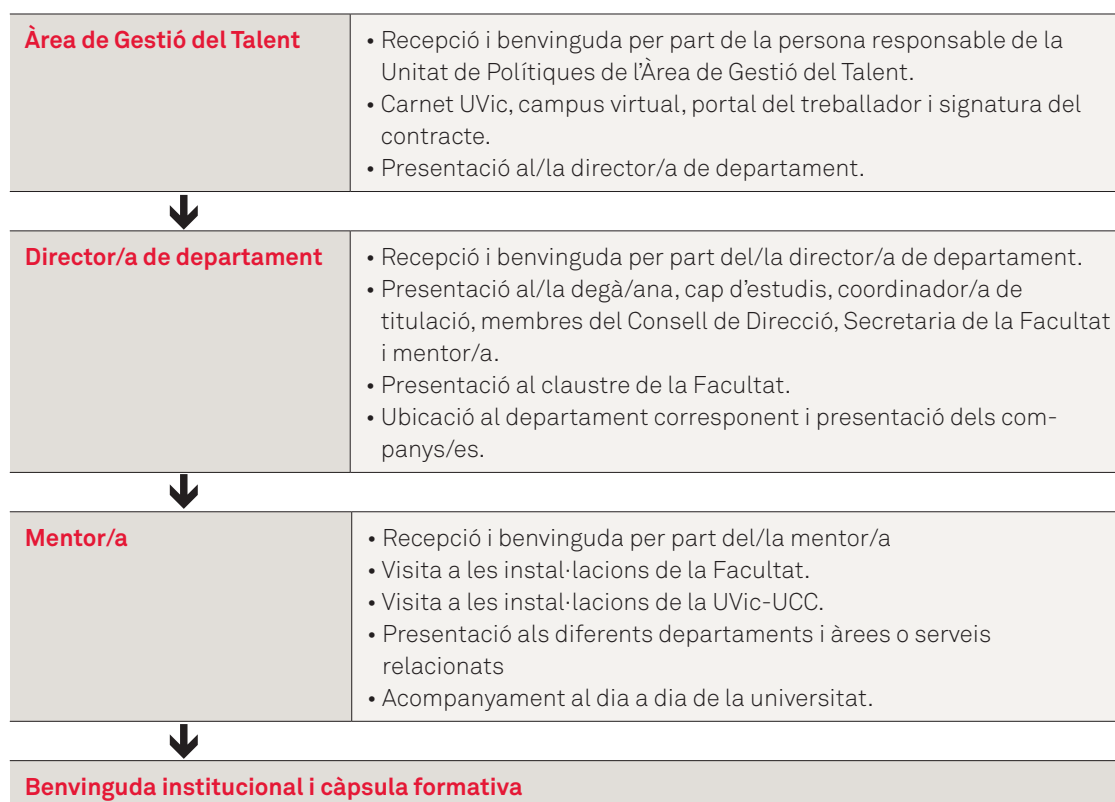 Àrea de Gestió del Talent
• Recepció i benvinguda per part de la persona responsable de la
Unitat de Polítiques de l’Àrea de Gestió del Talent.
• Carnet UVic, campus virtual, portal del treballador i signatura del
contracte.
• Presentació al/la director/a de departament.
Director/a de departament
• Recepció i benvinguda per part del/la director/a de departament.
• Presentació al/la degà/ana, cap d’estudis, coordinador/a de
titulació, membres del Consell de Direcció, Secretaria de la Facultat
i mentor/a.
• Presentació al claustre de la Facultat.
• Ubicació al departament corresponent i presentació dels com-
panys/es.
Mentor/a
• Recepció i benvinguda per part del/la mentor/a
• Visita a les instal·lacions de la Facultat.
• Visita a les instal·lacions de la UVic-UCC.
• Presentació als diferents departaments i àrees o serveis
relacionats
• Acompanyament al dia a dia de la universitat.
Benvinguda institucional i càpsula formativa